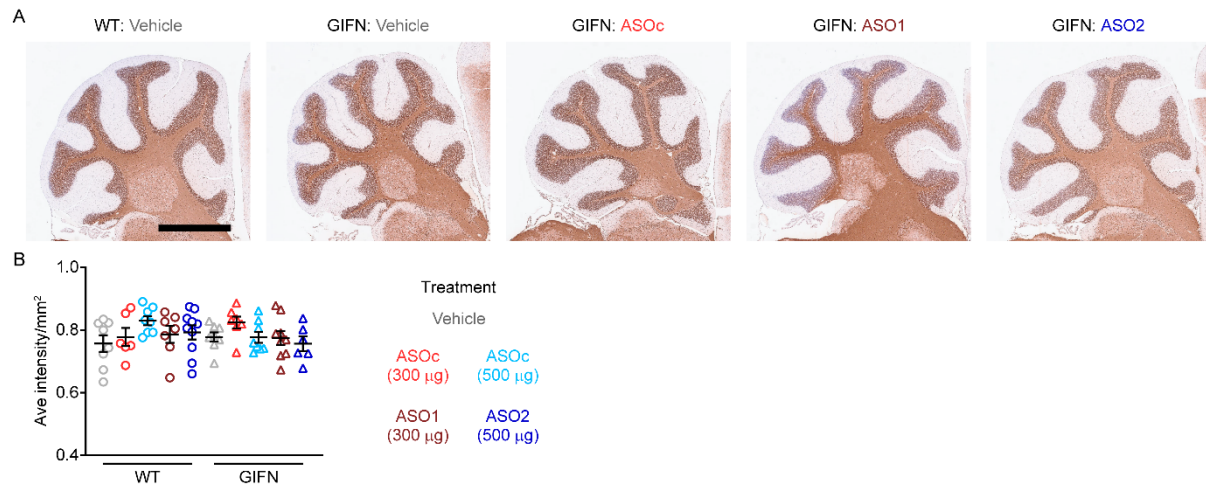 A
WT: Vehicle
GIFN: Vehicle
GIFN: ASOc
GIFN: ASO1
GIFN: ASO2
B
Ave intensity/mm²
1.0
0.8
0.6
0.4
WT
GIFN
Treatment
Vehicle
ASOc
(300 µg)
ASOc
(500 µg)
ASO1
(300 µg)
ASO2
(500 µg)